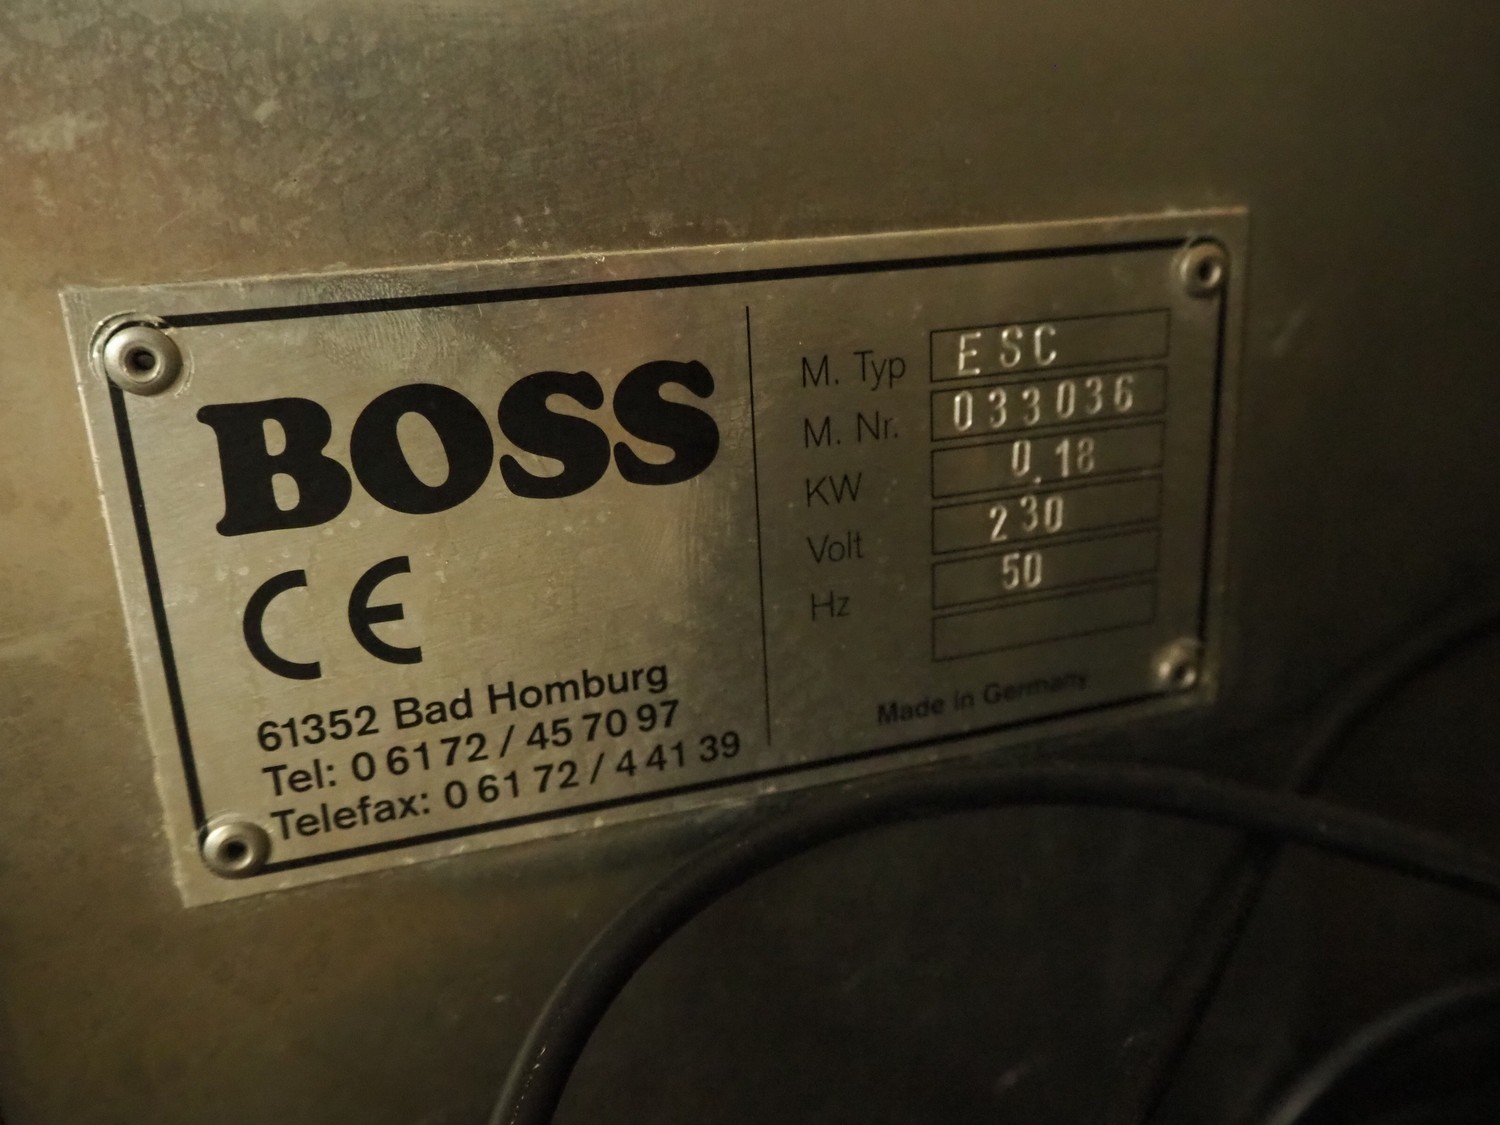 BOSS
CE
61352 Bad Homburg
Tel: 0 61 72 / 45 70 97
Telefax: 0 61 72 / 4 41 39
M. Typ ESC
M. Nr. 033036
KW 0.18
Volt 230
Hz 50
Made in Germany